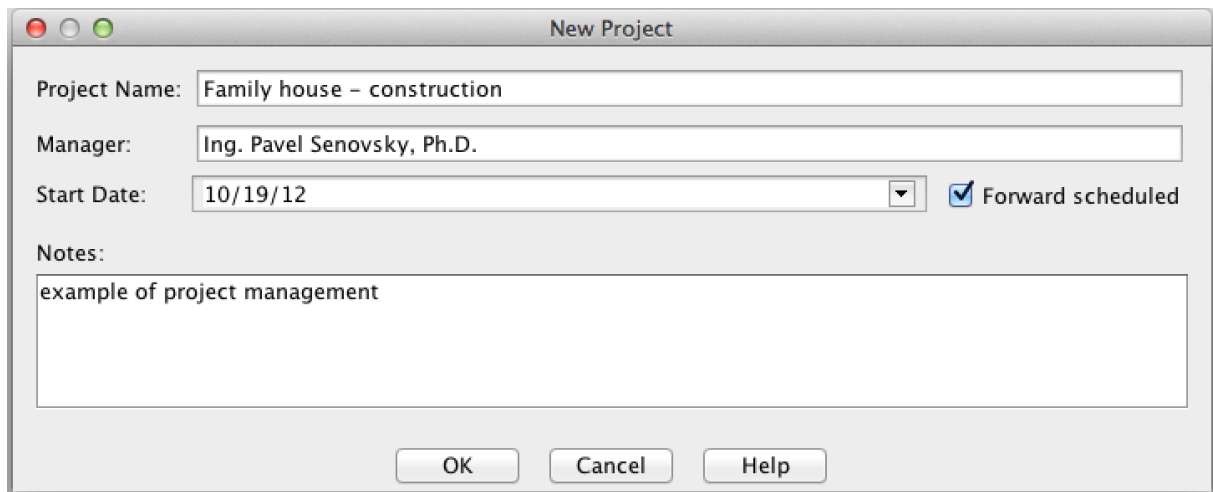 New Project
Project Name: Family house – construction
Manager: Ing. Pavel Senovsky, Ph.D.
Start Date: 10/19/12 Forward scheduled
Notes:
example of project management
OK Cancel Help